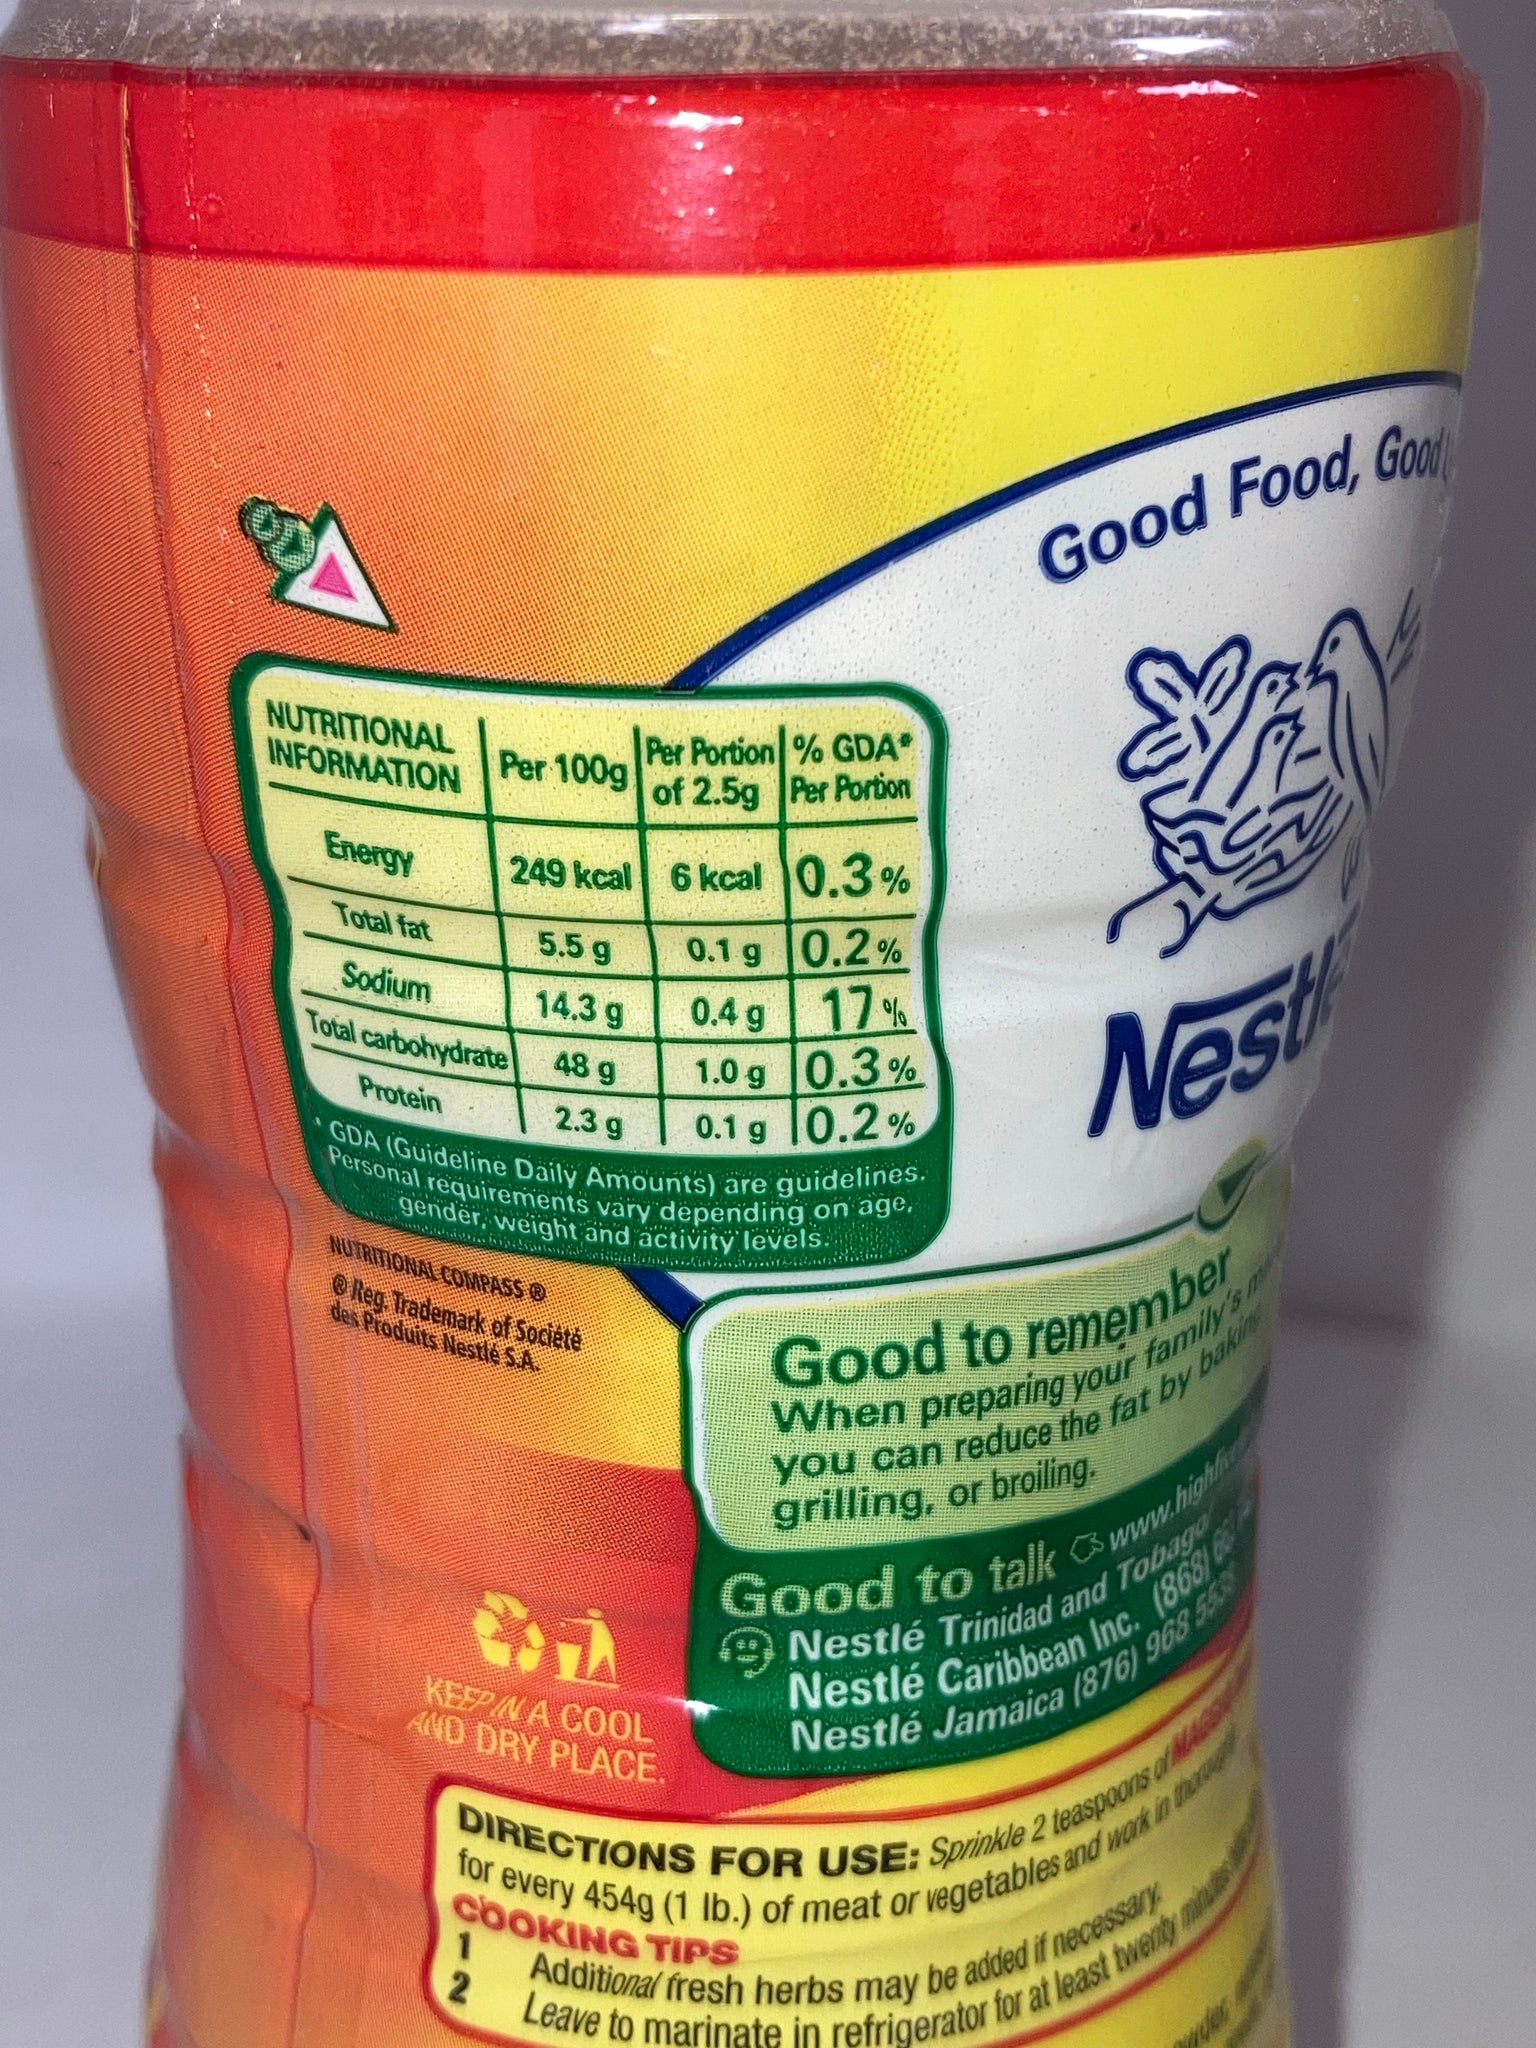 Good Food, Good
NUTRITIONAL INFORMATION | Per 100g | Per Portion of 2.5g | % GDA* Per Portion
Energy | 249 kcal | 6 kcal | 0.3%
Total fat | 5.5 g | 0.1 g | 0.2%
Sodium | 14.3 g | 0.4 g | 17%
Total carbohydrate | 48 g | 1.0 g | 0.3%
Protein | 2.3 g | 0.1 g | 0.2%
* GDA (Guideline Daily Amounts) are guidelines.
Personal requirements vary depending on age,
gender, weight and activity levels.
Nestlé
NUTRITIONAL COMPASS ®
® Reg. Trademark of Société
des Produits Nestlé S.A.
Good to remember
When preparing your family's
you can reduce the fat by baking
grilling, or broiling.
Good to talk
Nestlé Trinidad and Tobago
Nestlé Caribbean Inc. (868)
Nestlé Jamaica (876) 968
KEEP IN A COOL
AND DRY PLACE.
DIRECTIONS FOR USE: Sprinkle 2 teaspoons of
for every 454g (1 lb.) of meat or vegetables and work in
COOKING TIPS
1 Additional fresh herbs may be added if necessary.
2 Leave to marinate in refrigerator for at least twenty minutes